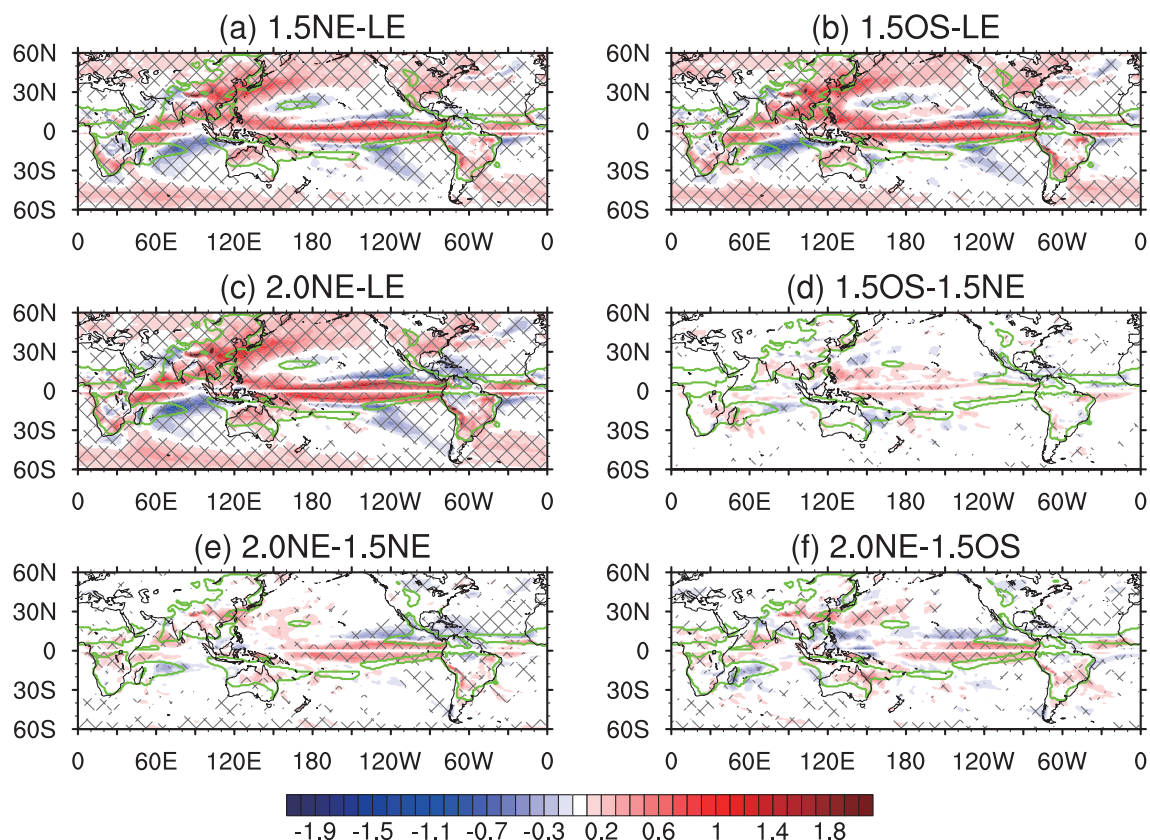 (a) 1.5NE-LE (b) 1.5OS-LE
60N 60N
30N 30N
0 0
30S 30S
60S 60S
0 60E 120E 180 120W 60W 0 0 60E 120E 180 120W 60W 0
(c) 2.0NE-LE (d) 1.5OS-1.5NE
60N 60N
30N 30N
0 0
30S 30S
60S 60S
0 60E 120E 180 120W 60W 0 0 60E 120E 180 120W 60W 0
(e) 2.0NE-1.5NE (f) 2.0NE-1.5OS
60N 60N
30N 30N
0 0
30S 30S
60S 60S
0 60E 120E 180 120W 60W 0 0 60E 120E 180 120W 60W 0
-1.9 -1.5 -1.1 -0.7 -0.3 0.2 0.6 1 1.4 1.8